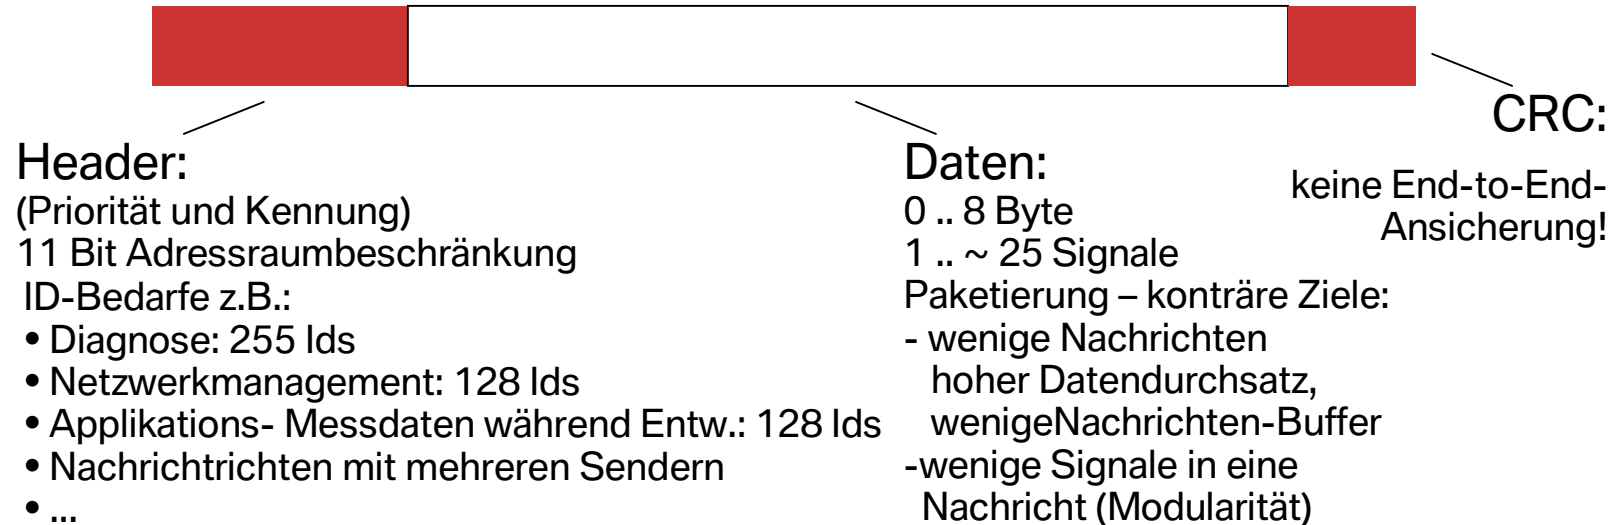 Header:
(Priorität und Kennung)
11 Bit Adressraumbeschränkung
ID-Bedarfe z.B.:
• Diagnose: 255 Ids
• Netzwerkmanagement: 128 Ids
• Applikations- Messdaten während Entw.: 128 Ids
• Nachrichtrichten mit mehreren Sendern
• ...
Daten:
0 .. 8 Byte
1 .. ~ 25 Signale
Paketierung – konträre Ziele:
- wenige Nachrichten
hoher Datendurchsatz,
wenigeNachrichten-Buffer
-wenige Signale in eine
Nachricht (Modularität)
CRC:
keine End-to-End-
Ansicherung!